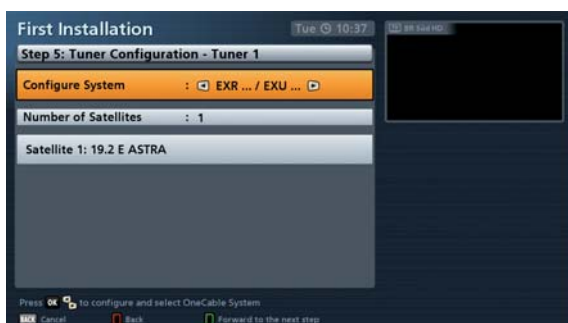 First Installation
Tue 10:37
BR Süd HD
Step 5: Tuner Configuration - Tuner 1
Configure System : EXR ... / EXU ...
Number of Satellites : 1
Satellite 1: 19.2 E ASTRA
Press OK to configure and select OneCable System
BACK Cancel Back Forward to the next step